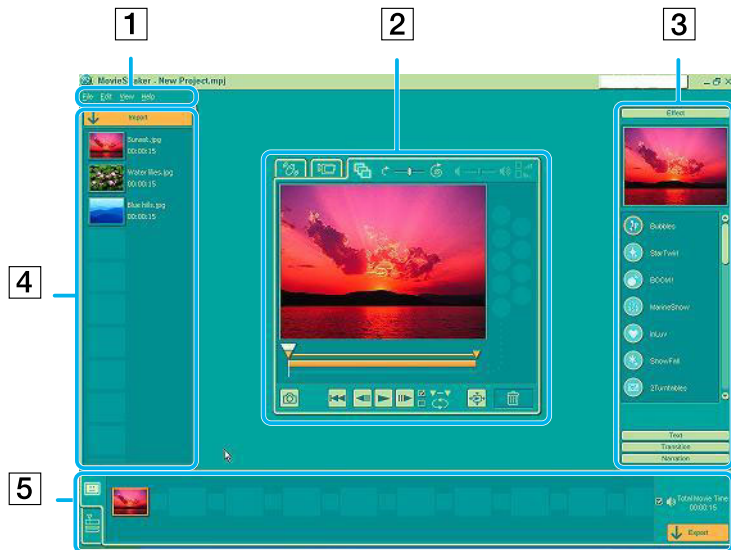 1
2
3
MovieShaker - New Project.mpj
File Edit View Help
Import
Sunset.jpg
00:00:15
Water lilies.jpg
00:00:15
Blue hills.jpg
00:00:15
Effect
Bubbles
StarTwirl
BOOM!
MarineSnow
InLuv
SnowFall
2Turntables
Text
Transition
Narration
4
5
Total Movie Time
00:00:15
Export